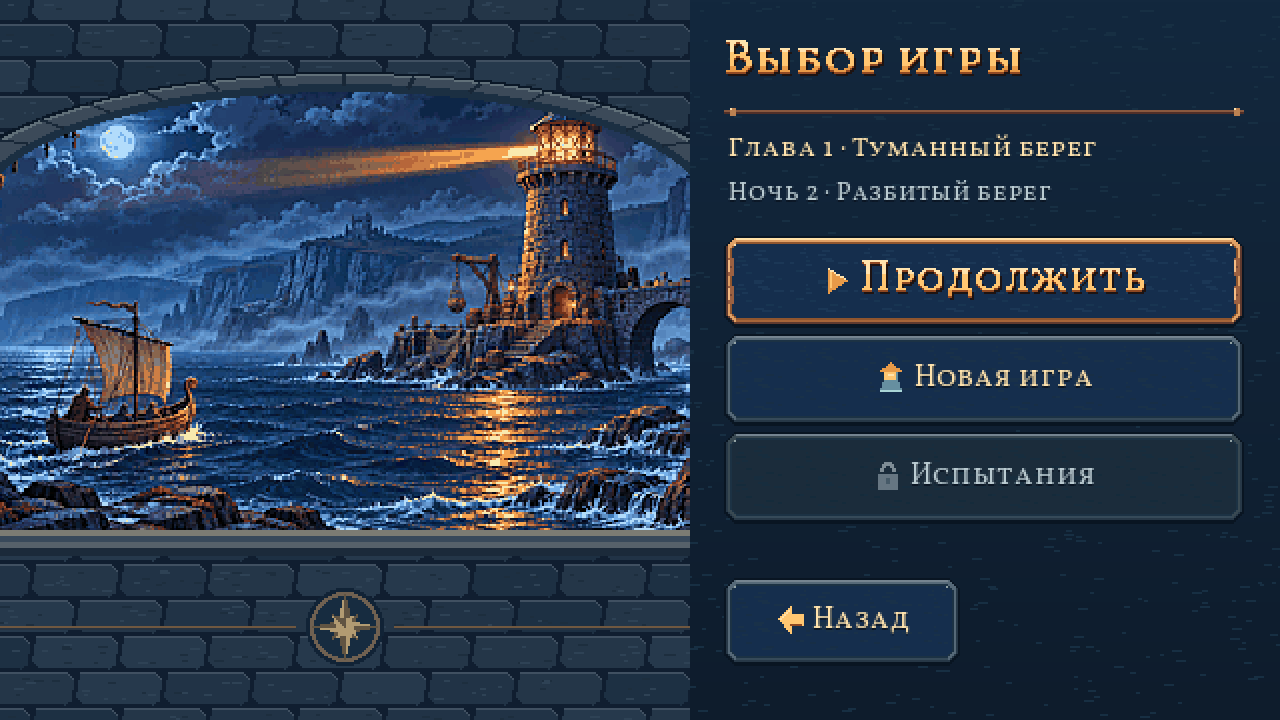 Выбор игры
Глава 1 · Туманный берег
Ночь 2 · Разбитый берег
Продолжить
Новая игра
Испытания
Назад